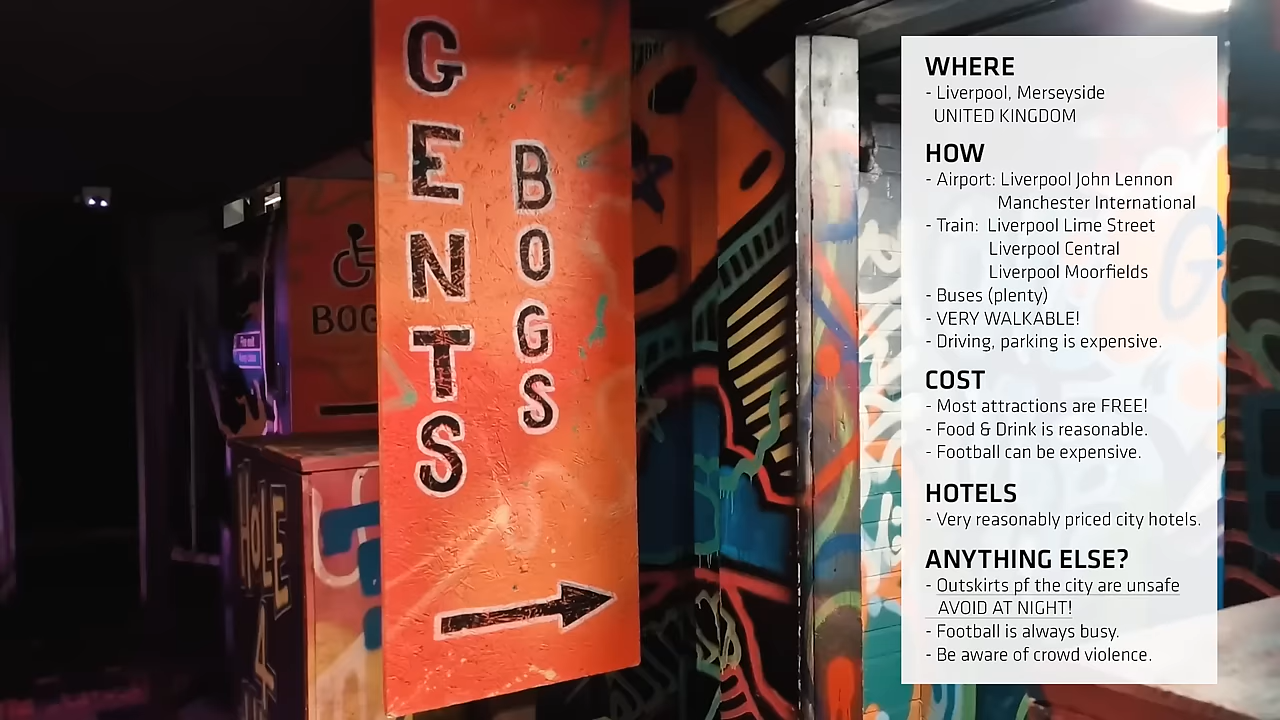 GENTS
BOGS
BOG
HOLE
4
WHERE
- Liverpool, Merseyside
UNITED KINGDOM
HOW
- Airport: Liverpool John Lennon
Manchester International
- Train: Liverpool Lime Street
Liverpool Central
Liverpool Moorfields
- Buses (plenty)
- VERY WALKABLE!
- Driving, parking is expensive.
COST
- Most attractions are FREE!
- Food & Drink is reasonable.
- Football can be expensive.
HOTELS
- Very reasonably priced city hotels.
ANYTHING ELSE?
- Outskirts pf the city are unsafe
AVOID AT NIGHT!
- Football is always busy.
- Be aware of crowd violence.